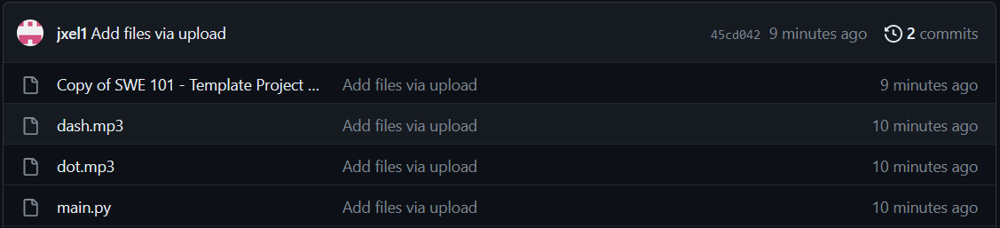 jxel1 Add files via upload 45cd042 9 minutes ago 2 commits
Copy of SWE 101 - Template Project ... Add files via upload 9 minutes ago
dash.mp3 Add files via upload 10 minutes ago
dot.mp3 Add files via upload 10 minutes ago
main.py Add files via upload 10 minutes ago